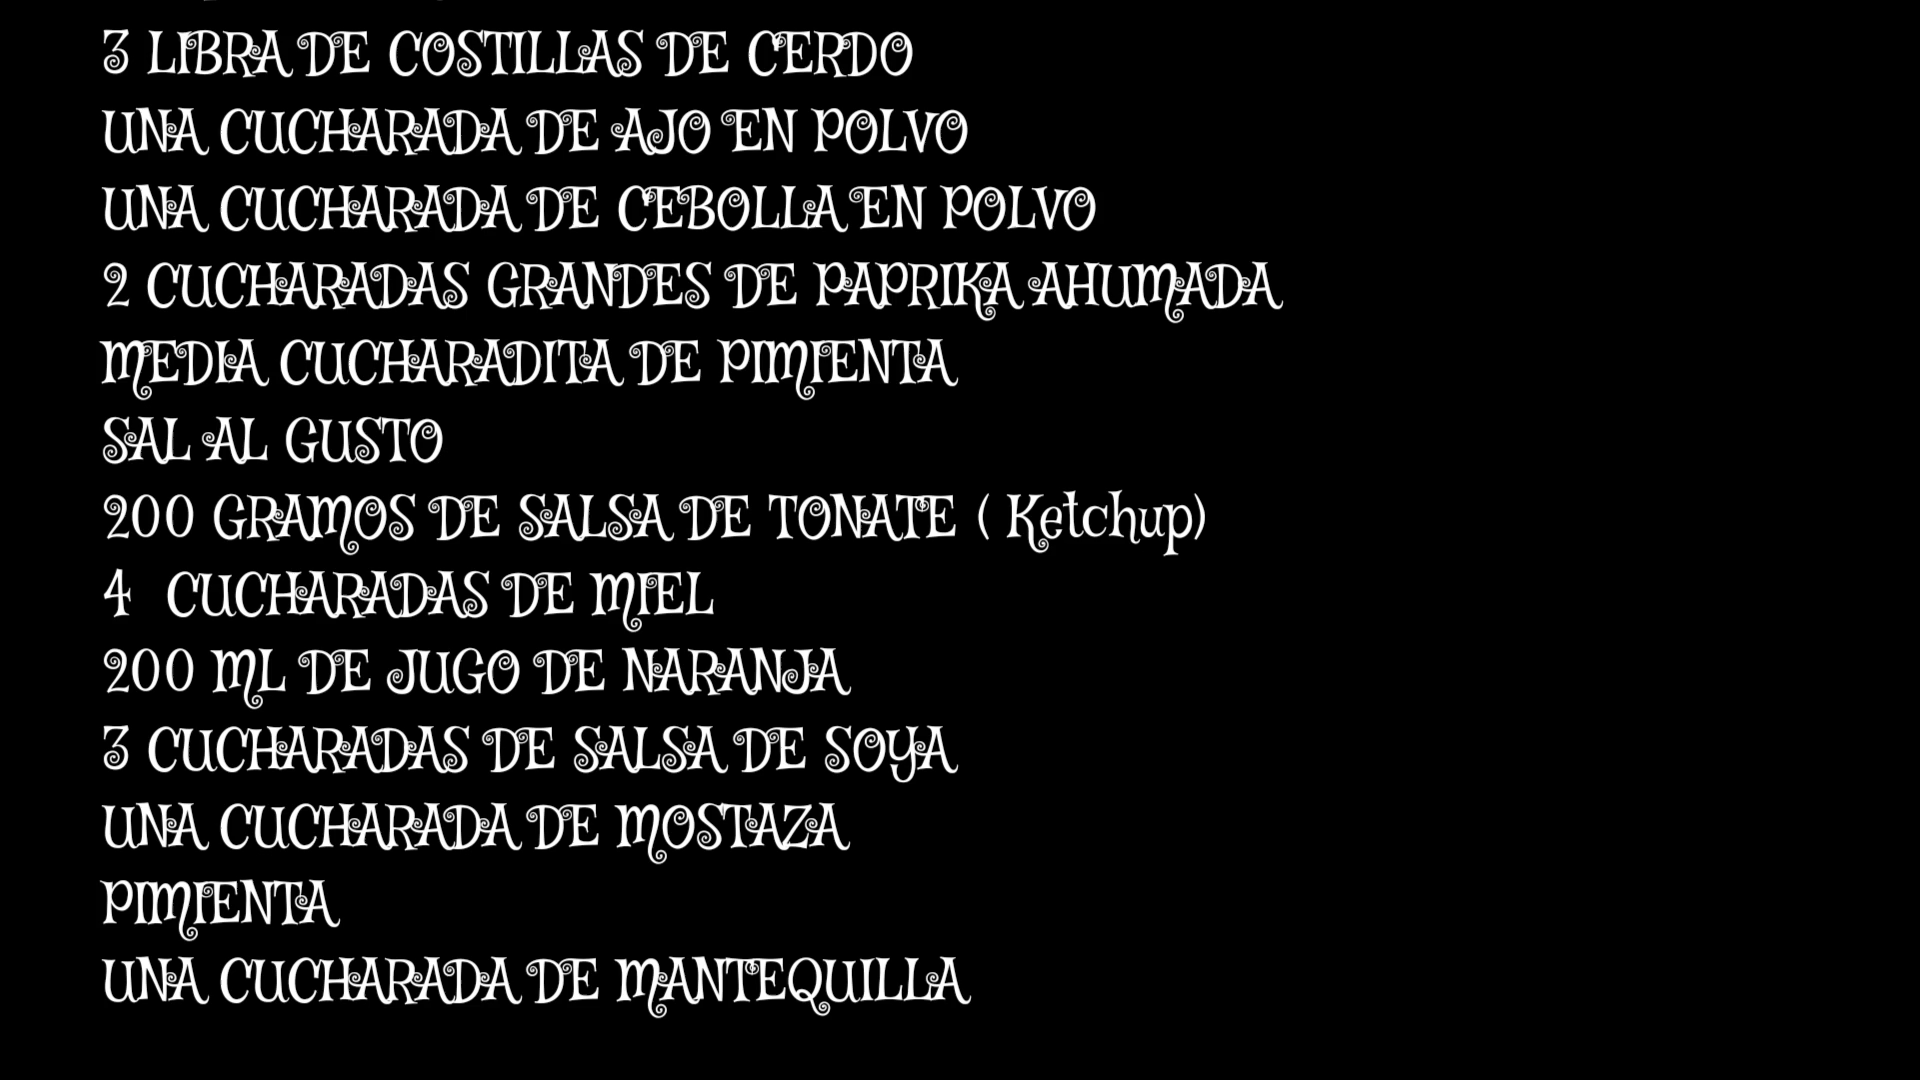 3 LIBRA DE COSTILLAS DE CERDO
UNA CUCHARADA DE AJO EN POLVO
UNA CUCHARADA DE CEBOLLA EN POLVO
2 CUCHARADAS GRANDES DE PAPRIKA AHUMADA
MEDIA CUCHARADITA DE PIMIENTA
SAL AL GUSTO
200 GRAMOS DE SALSA DE TONATE ( Ketchup)
4 CUCHARADAS DE MIEL
200 ML DE JUGO DE NARANJA
3 CUCHARADAS DE SALSA DE SOYA
UNA CUCHARADA DE MOSTAZA
PIMIENTA
UNA CUCHARADA DE MANTEQUILLA